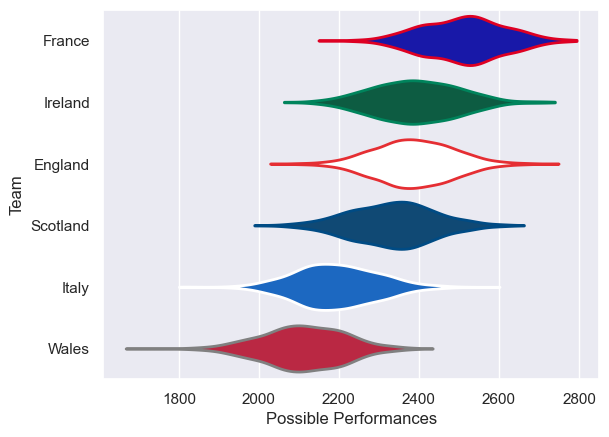 France
Ireland
England
Scotland
Italy
Wales
Team
1800 2000 2200 2400 2600 2800
Possible Performances